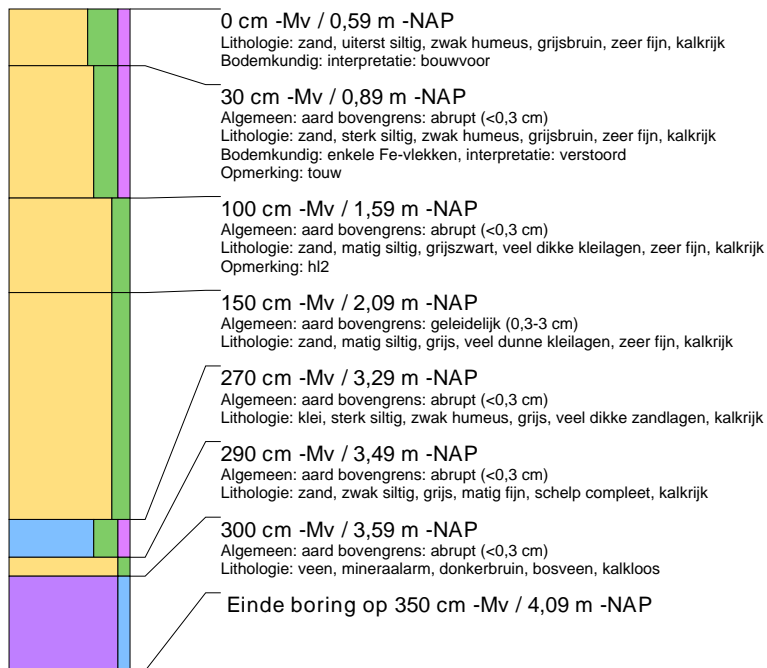 0 cm -Mv / 0,59 m -NAP
Lithologie: zand, uiterst siltig, zwak humeus, grijsbruin, zeer fijn, kalkrijk
Bodemkundig: interpretatie: bouwvoor
30 cm -Mv / 0,89 m -NAP
Algemeen: aard bovengrens: abrupt (<0,3 cm)
Lithologie: zand, sterk siltig, zwak humeus, grijsbruin, zeer fijn, kalkrijk
Bodemkundig: enkele Fe-vlekken, interpretatie: verstoord
Opmerking: touw
100 cm -Mv / 1,59 m -NAP
Algemeen: aard bovengrens: abrupt (<0,3 cm)
Lithologie: zand, matig siltig, grijszwart, veel dikke kleilagen, zeer fijn, kalkrijk
Opmerking: hl2
150 cm -Mv / 2,09 m -NAP
Algemeen: aard bovengrens: geleidelijk (0,3-3 cm)
Lithologie: zand, matig siltig, grijs, veel dunne kleilagen, zeer fijn, kalkrijk
270 cm -Mv / 3,29 m -NAP
Algemeen: aard bovengrens: abrupt (<0,3 cm)
Lithologie: klei, sterk siltig, zwak humeus, grijs, veel dikke zandlagen, kalkrijk
290 cm -Mv / 3,49 m -NAP
Algemeen: aard bovengrens: abrupt (<0,3 cm)
Lithologie: zand, zwak siltig, grijs, matig fijn, schelp compleet, kalkrijk
300 cm -Mv / 3,59 m -NAP
Algemeen: aard bovengrens: abrupt (<0,3 cm)
Lithologie: veen, mineraalarm, donkerbruin, bosveen, kalkloos
Einde boring op 350 cm -Mv / 4,09 m -NAP